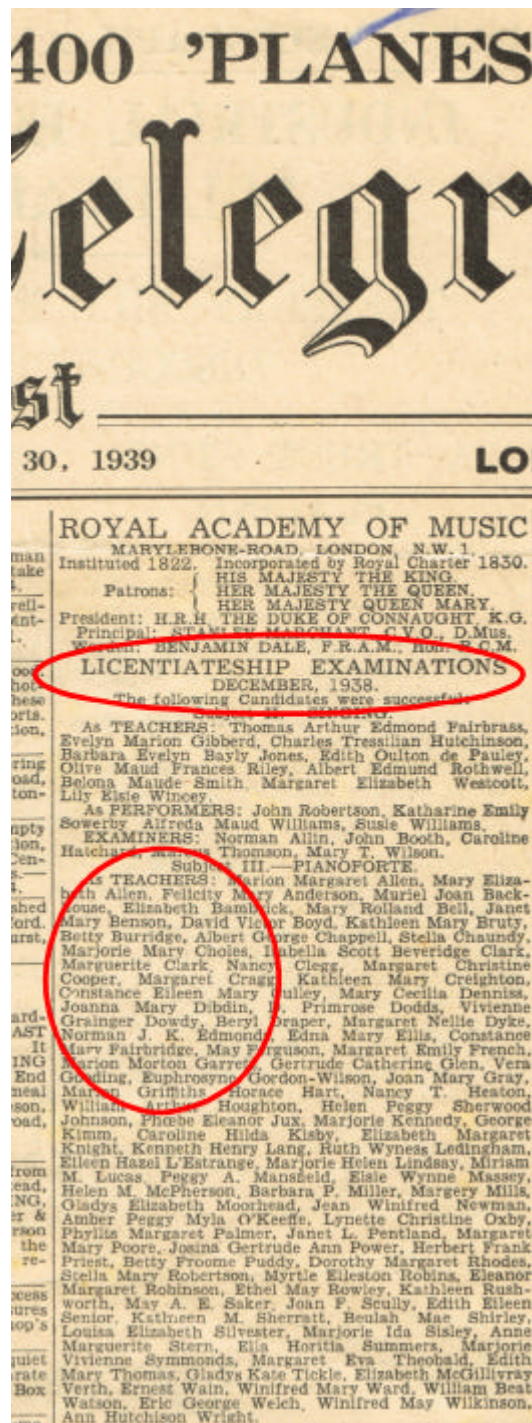 400 'PLANES
Telegr
st
30, 1939
LO
ROYAL ACADEMY OF MUSIC
MARYLEBONE-ROAD, LONDON, N.W.1.
Instituted 1822. Incorporated by Royal Charter 1830.
HIS MAJESTY THE KING.
Patrons: { HER MAJESTY THE QUEEN.
HER MAJESTY QUEEN MARY.
President: H.R.H. THE DUKE OF CONNAUGHT, K.G.
Principal: STANLEY MARCHANT, C.V.O., D.Mus.
Warden: BENJAMIN DALE, F.R.A.M., Hon. R.C.M.
LICENTIATESHIP EXAMINATIONS
DECEMBER, 1938.
The following Candidates were successful:
Subject II.—SINGING.
As TEACHERS: Thomas Arthur Edmond Fairbrass,
Evelyn Marion Gibberd, Charles Tressilian Hutchinson,
Barbara Evelyn Bayly Jones, Edith Oulton de Pauley,
Olive Maud Frances Riley, Albert Edmund Rothwell,
Belona Maude Smith, Margaret Elizabeth Westcott,
Lily Elsie Wincey.
As PERFORMERS: John Robertson, Katharine Emily
Sowerby, Alfreda Maud Williams, Susie Williams.
EXAMINERS: Norman Allin, John Booth, Caroline
Hatchard, Marcus Thomson, Mary T. Wilson.
Subject III.—PIANOFORTE.
As TEACHERS: Marion Margaret Allen, Mary Eliza-
beth Allen, Felicity Mary Anderson, Muriel Joan Back-
house, Elizabeth Bambrick, Mary Rolland Bell, Janet
Mary Benson, David Victor Boyd, Kathleen Mary Bruty,
Betty Burridge, Albert George Chappell, Stella Chaundy,
Marjorie Mary Choles, Isabella Scott Beveridge Clark,
Marguerite Clark, Nancy Clegg, Margaret Christine
Cooper, Margaret Cragg, Kathleen Mary Creighton,
Constance Eileen Mary Culley, Mary Cecilia Denniss,
Joanna Mary Dibdin, Primrose Dodds, Vivienne
Grainger Dowdy, Beryl Draper, Margaret Nellie Dyke,
Norman J. K. Edmonds, Edna Mary Ellis, Constance
Mary Fairbridge, May Ferguson, Margaret Emily French,
Marion Morton Garrett, Gertrude Catherine Glen, Vera
Golding, Euphrosyne Gordon-Wilson, Joan Mary Gray,
Marion Griffiths, Horace Hart, Nancy T. Heaton,
William Arthur Houghton, Helen Peggy Sherwood
Johnson, Phœbe Eleanor Jux, Marjorie Kennedy, George
Kimm, Caroline Hilda Kisby, Elizabeth Margaret
Knight, Kenneth Henry Lang, Ruth Wyness Ledingham,
Eileen Hazel L'Estrange, Marjorie Helen Lindsay, Miriam
M. Lucas, Peggy A. Mansfield, Elsie Wynne Massey,
Helen M. McPherson, Barbara P. Miller, Margery Mills,
Gladys Elizabeth Moorhead, Jean Winifred Newman,
Amber Peggy Myla O'Keeffe, Lynette Christine Oxby,
Phyllis Margaret Palmer, Janet L. Pentland, Margaret
Mary Poore, Josina Gertrude Ann Power, Herbert Frank
Priest, Betty Froome Puddy, Dorothy Margaret Rhodes,
Stella Mary Robertson, Myrtle Elleston Robins, Eleanor
Margaret Robinson, Ethel May Rowley, Kathleen Rush-
worth, May A. E. Saker, Joan F. Scully, Edith Eileen
Senior, Kathleen M. Sherratt, Beulah Mae Shirley,
Louisa Elizabeth Silvester, Marjorie Ida Sisley, Anne
Marguerite Stern, Ella Horitia Summers, Marjorie
Vivienne Symmonds, Margaret Eva Theobald, Edith
Mary Thomas, Gladys Kate Tickle, Elizabeth McGillivray
Verth, Ernest Wain, Winifred Mary Ward, William Beal
Watson, Eric George Welch, Winifred May Wilkinson,
Ann Hutchison Wright.